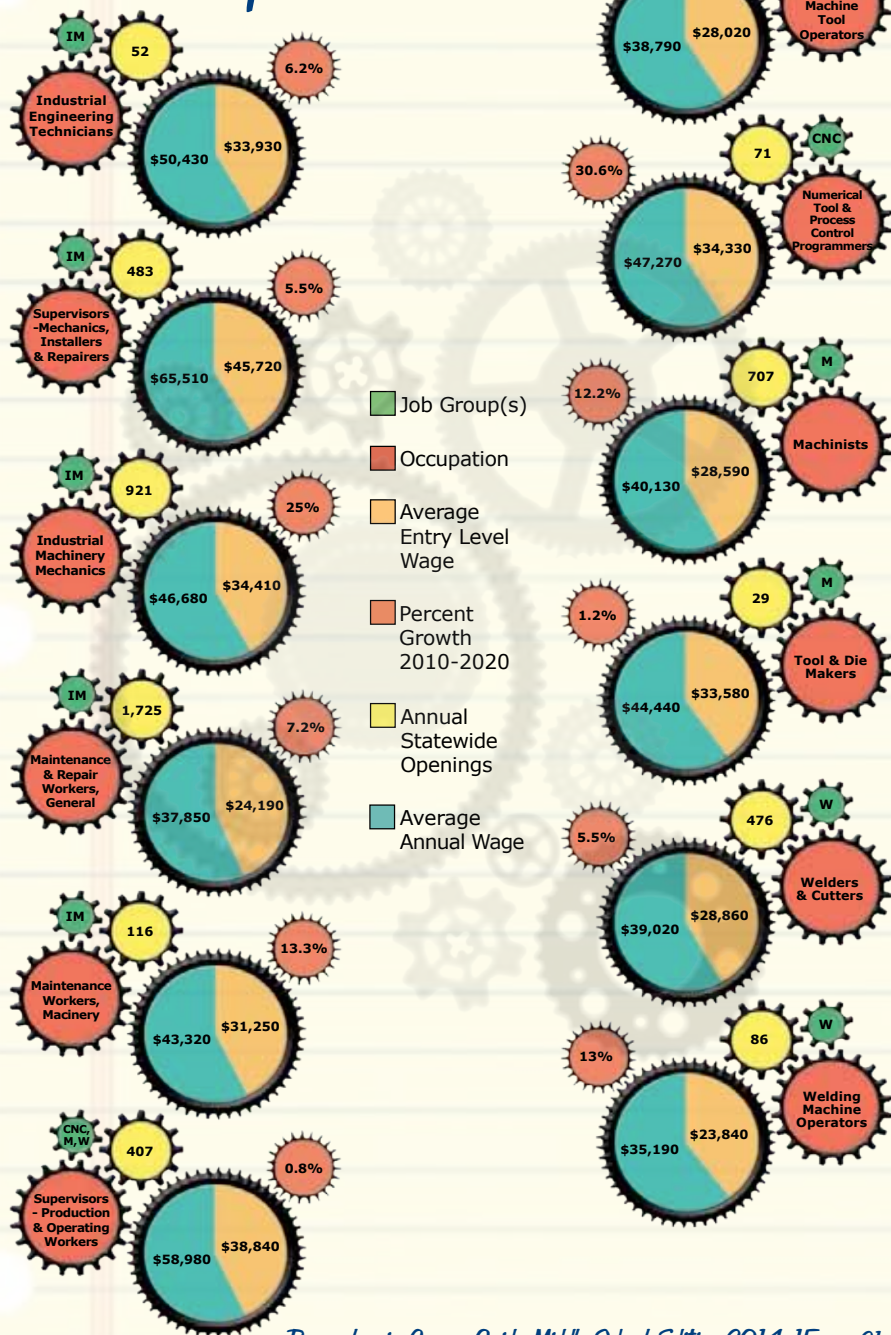 IM
52
6.2%
Industrial
Engineering
Technicians
$50,430
$33,930
IM
483
5.5%
Supervisors
-Mechanics,
Installers
& Repairers
$65,510
$45,720
IM
921
25%
Industrial
Machinery
Mechanics
$46,680
$34,410
IM
1,725
7.2%
Maintenance
& Repair
Workers,
General
$37,850
$24,190
IM
116
13.3%
Maintenance
Workers,
Macinery
$43,320
$31,250
CNC,
M,W
407
0.8%
Supervisors
- Production
& Operating
Workers
$58,980
$38,840
Job Group(s)
Occupation
Average
Entry Level
Wage
Percent
Growth
2010-2020
Annual
Statewide
Openings
Average
Annual Wage
Machine
Tool
Operators
$38,790
$28,020
30.6%
71
CNC
Numerical
Tool &
Process
Control
Programmers
$47,270
$34,330
12.2%
707
M
Machinists
$40,130
$28,590
1.2%
29
M
Tool & Die
Makers
$44,440
$33,580
5.5%
476
W
Welders
& Cutters
$39,020
$28,860
13%
86
W
Welding
Machine
Operators
$35,190
$23,840